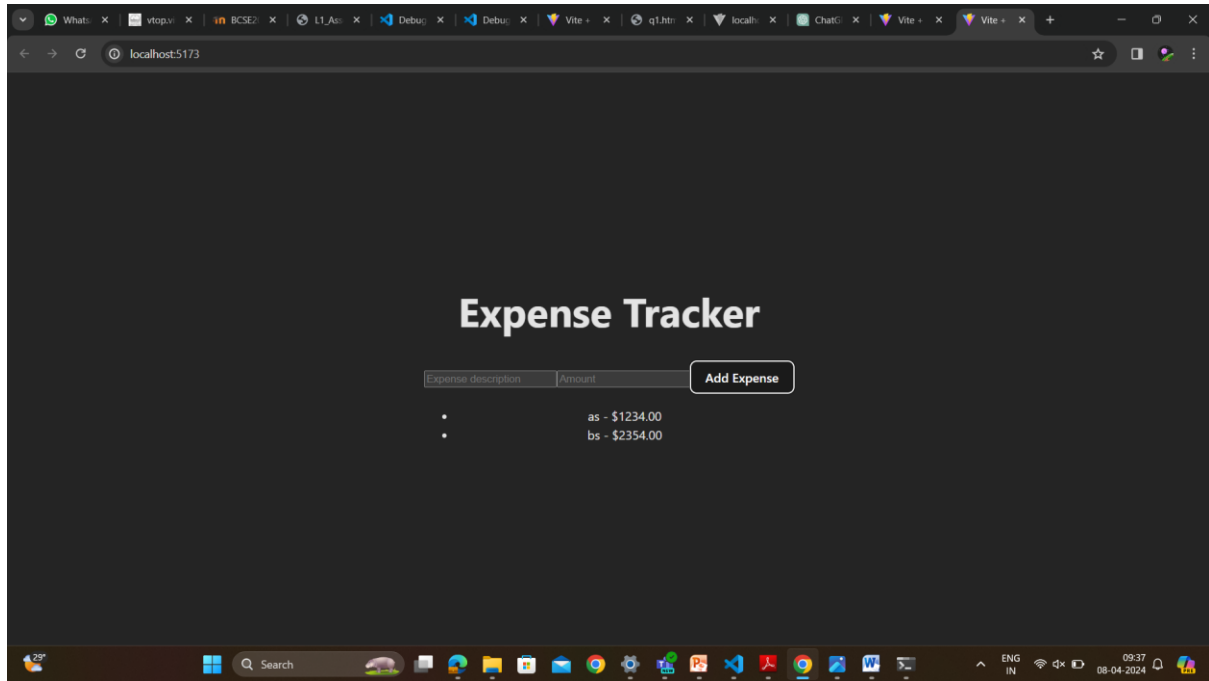 Whats
vtop.vi
BCSE2
L1_Ass
Debug
Debug
Vite +
q1.htm
localh
ChatG
Vite +
Vite +
localhost:5173
Expense Tracker
Expense description Amount Add Expense
• as - $1234.00
• bs - $2354.00
29°
Search
ENG
IN
09:37
08-04-2024